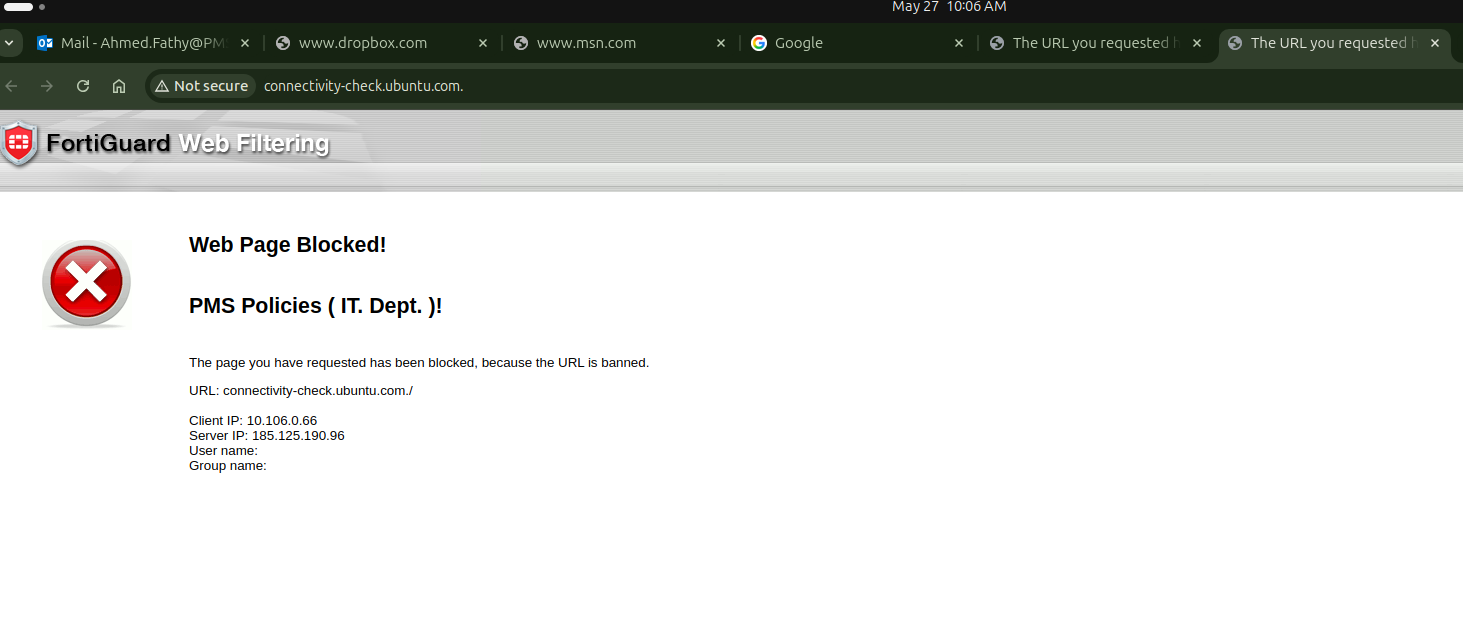 May 27 10:06 AM
Mail - Ahmed.Fathy@PM
www.dropbox.com
www.msn.com
Google
The URL you requested
The URL you requested
Not secure
connectivity-check.ubuntu.com.
FortiGuard Web Filtering
Web Page Blocked!
PMS Policies ( IT. Dept. )!
The page you have requested has been blocked, because the URL is banned.
URL: connectivity-check.ubuntu.com./
Client IP: 10.106.0.66
Server IP: 185.125.190.96
User name:
Group name: